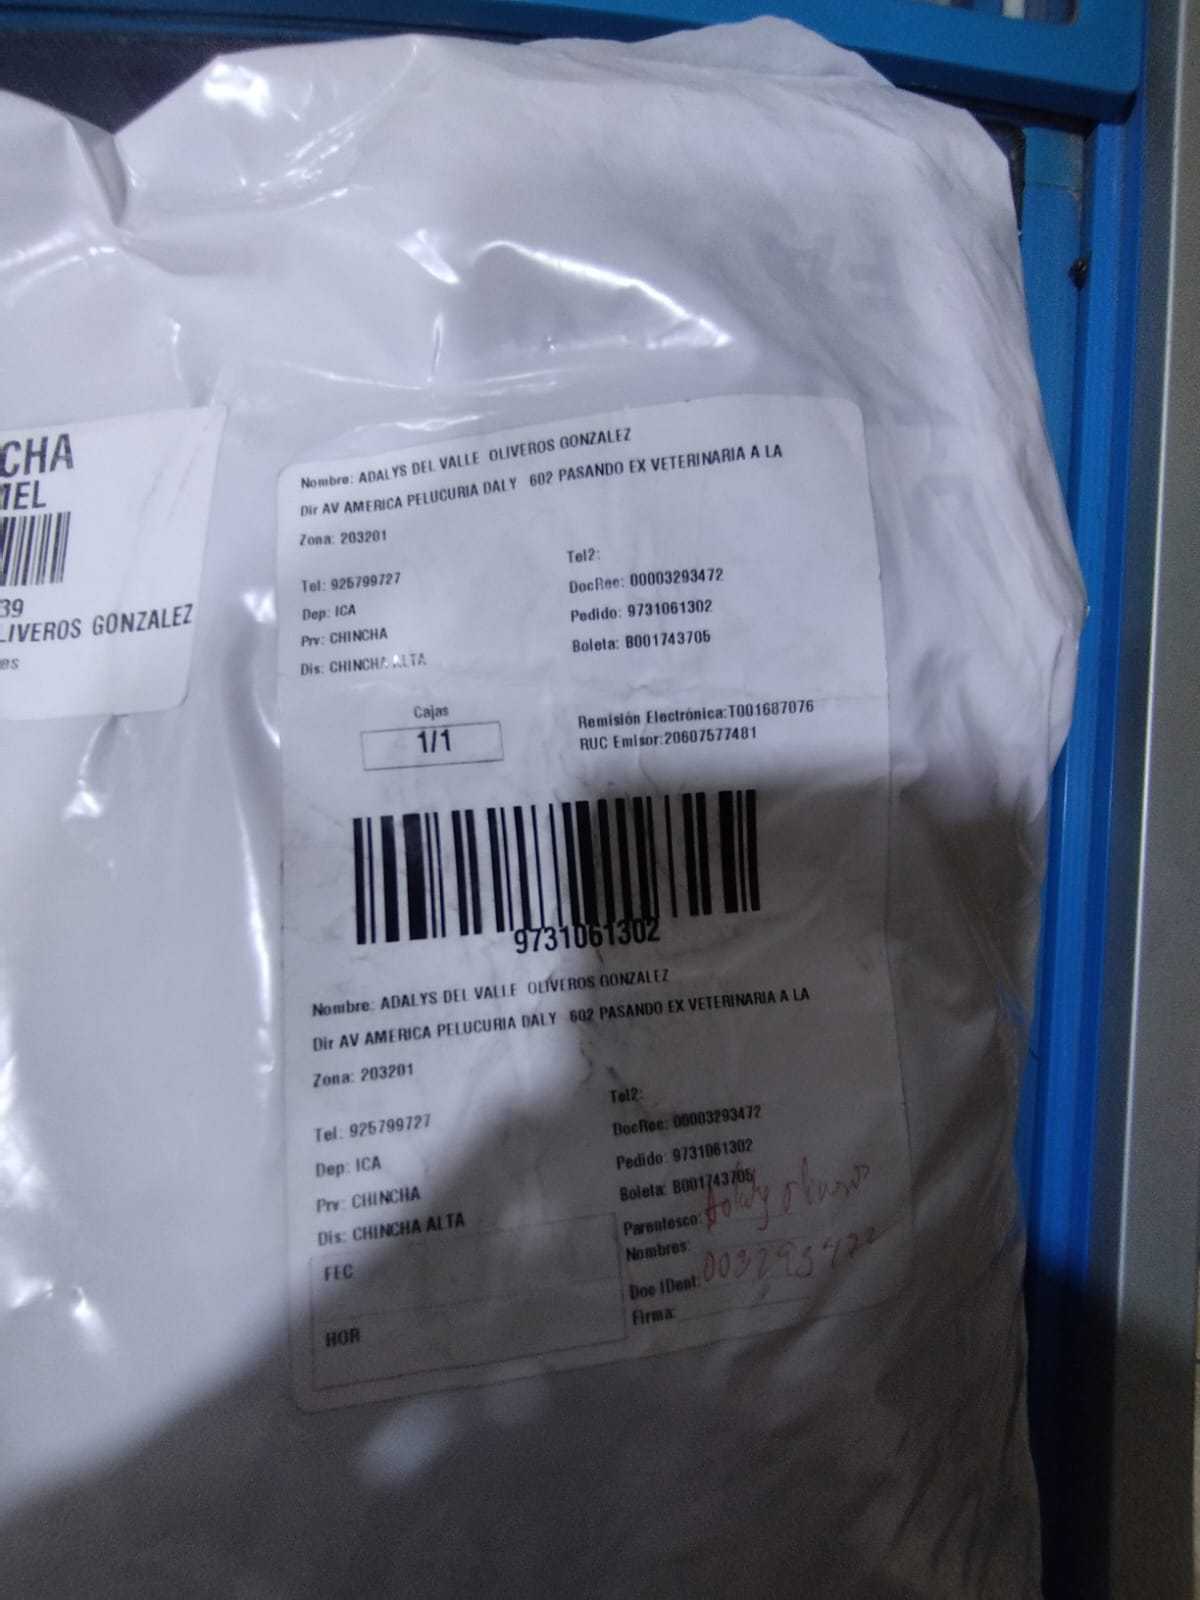 CHA
MEL
39
LIVEROS GONZALEZ
es
Nombre: ADALYS DEL VALLE OLIVEROS GONZALEZ
Dir AV AMERICA PELUCURIA DALY 602 PASANDO EX VETERINARIA A LA
Zona: 203201
Tel: 925799727
Tel2:
Dep: ICA
DocRec: 00003293472
Prv: CHINCHA
Pedido: 9731061302
Dis: CHINCHA ALTA
Boleta: B001743705
Cajas
1/1
Remisión Electrónica:T001687076
RUC Emisor:20607577481
9731061302
Nombre: ADALYS DEL VALLE OLIVEROS GONZALEZ
Dir AV AMERICA PELUCURIA DALY 602 PASANDO EX VETERINARIA A LA
Zona: 203201
Tel: 925799727
Tel2:
Dep: ICA
DocRec: 00003293472
Prv: CHINCHA
Pedido: 9731061302
Dis: CHINCHA ALTA
Boleta: B001743705
Parentesco:
Nombres:
FEC
Doc IDent: 003293472
HOR
Firma: